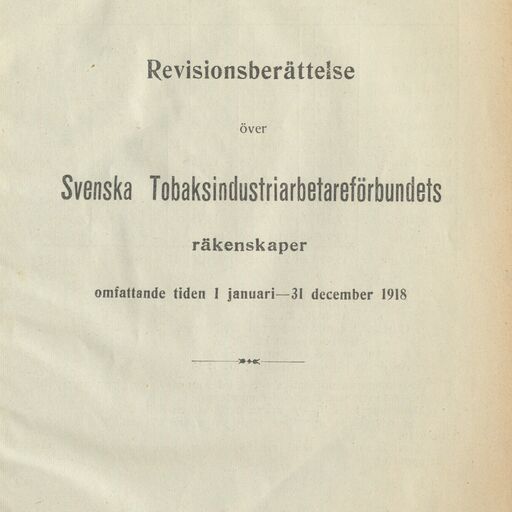 Revisionsberättelse
över
Svenska Tobaksindustriarbetareförbundets
räkenskaper
omfattande tiden 1 januari—31 december 1918